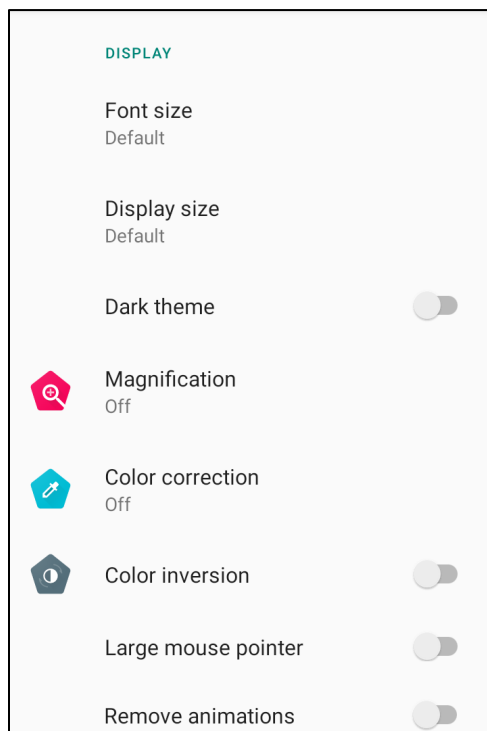 DISPLAY
Font size
Default
Display size
Default
Dark theme
Magnification
Off
Color correction
Off
Color inversion
Large mouse pointer
Remove animations